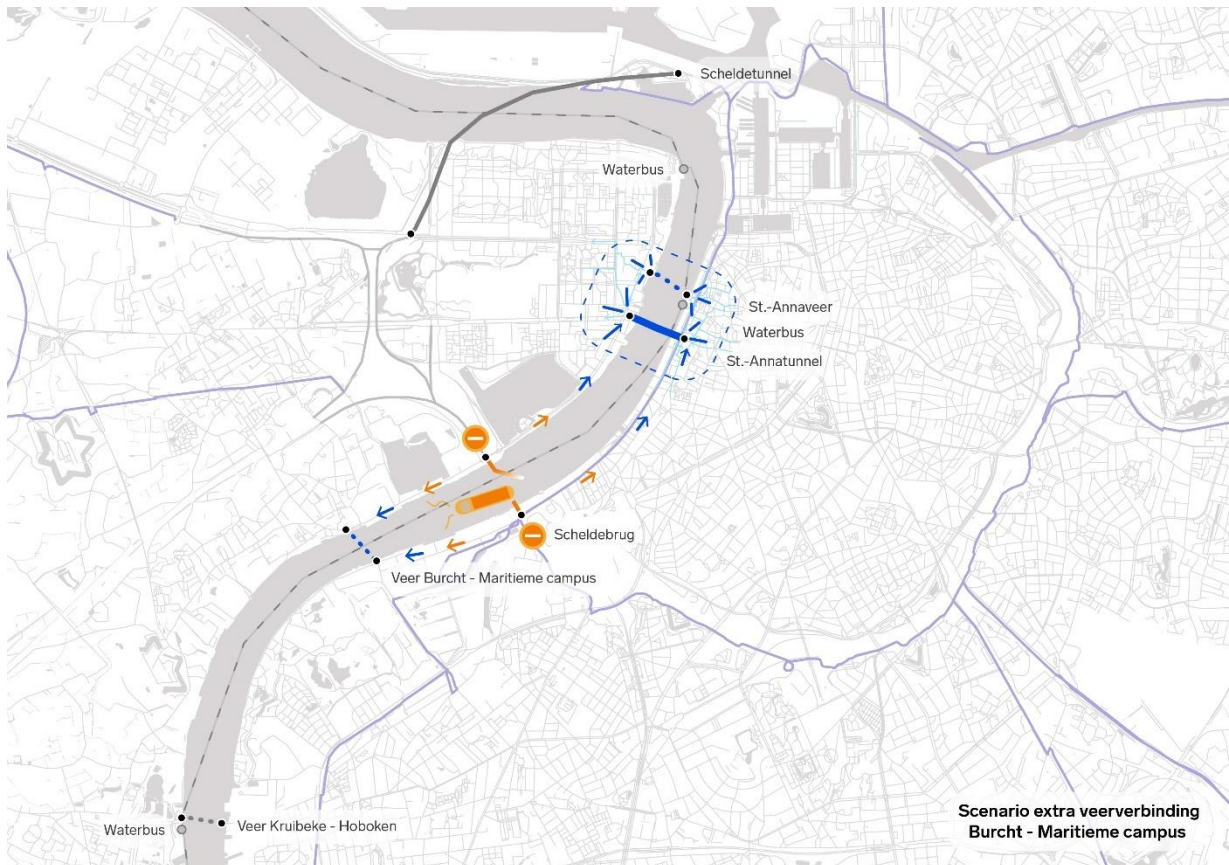 Scheldetunnel
Waterbus
St.-Annaveer
Waterbus
St.-Annatunnel
Scheldebrug
Veer Burcht - Maritieme campus
Waterbus
Veer Kruibeke - Hoboken
Scenario extra veerverbinding
Burcht - Maritieme campus